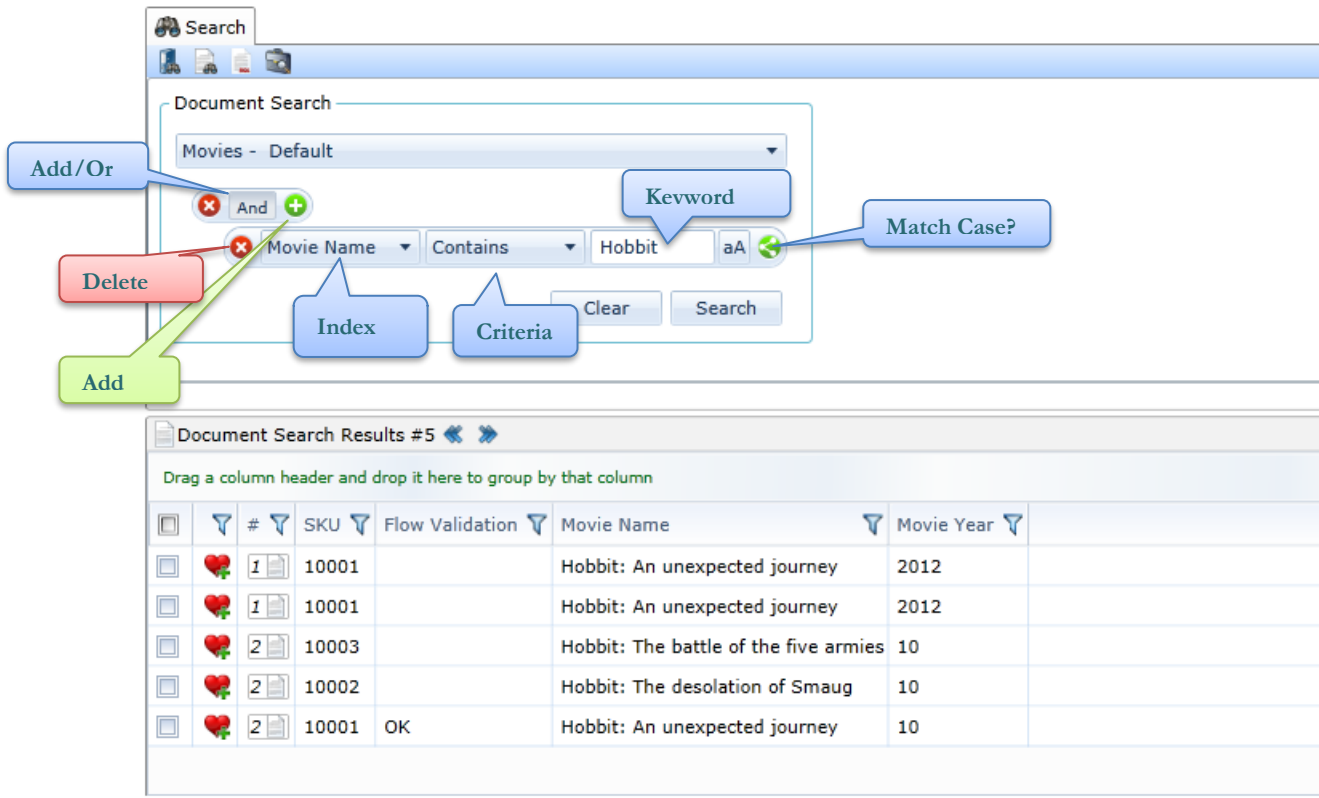 Search
Document Search
Movies -  Default
Add/Or
And
Kevword
Match Case?
Movie Name
Contains
Hobbit
aA
Delete
Index
Criteria
Clear
Search
Add
Document Search Results #5
Drag a column header and drop it here to group by that column
# SKU Flow Validation Movie Name Movie Year
1 10001 Hobbit: An unexpected journey 2012
1 10001 Hobbit: An unexpected journey 2012
2 10003 Hobbit: The battle of the five armies 10
2 10002 Hobbit: The desolation of Smaug 10
2 10001 OK Hobbit: An unexpected journey 10